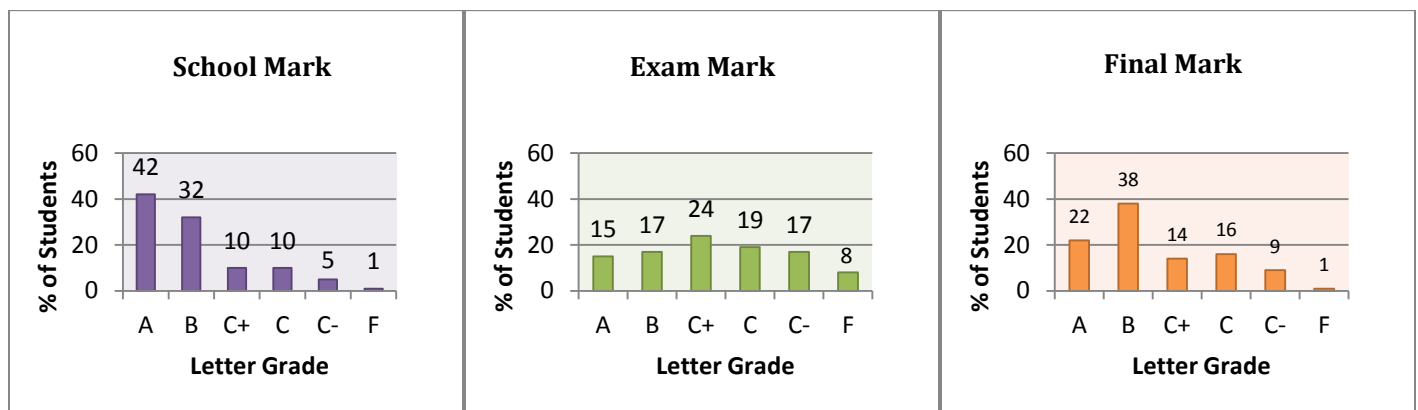 School Mark
% of Students
60
40
20
0
42
32
10
10
5
1
A B C+ C C- F
Letter Grade
Exam Mark
% of Students
60
40
20
0
15
17
24
19
17
8
A B C+ C C- F
Letter Grade
Final Mark
% of Students
60
40
20
0
22
38
14
16
9
1
A B C+ C C- F
Letter Grade